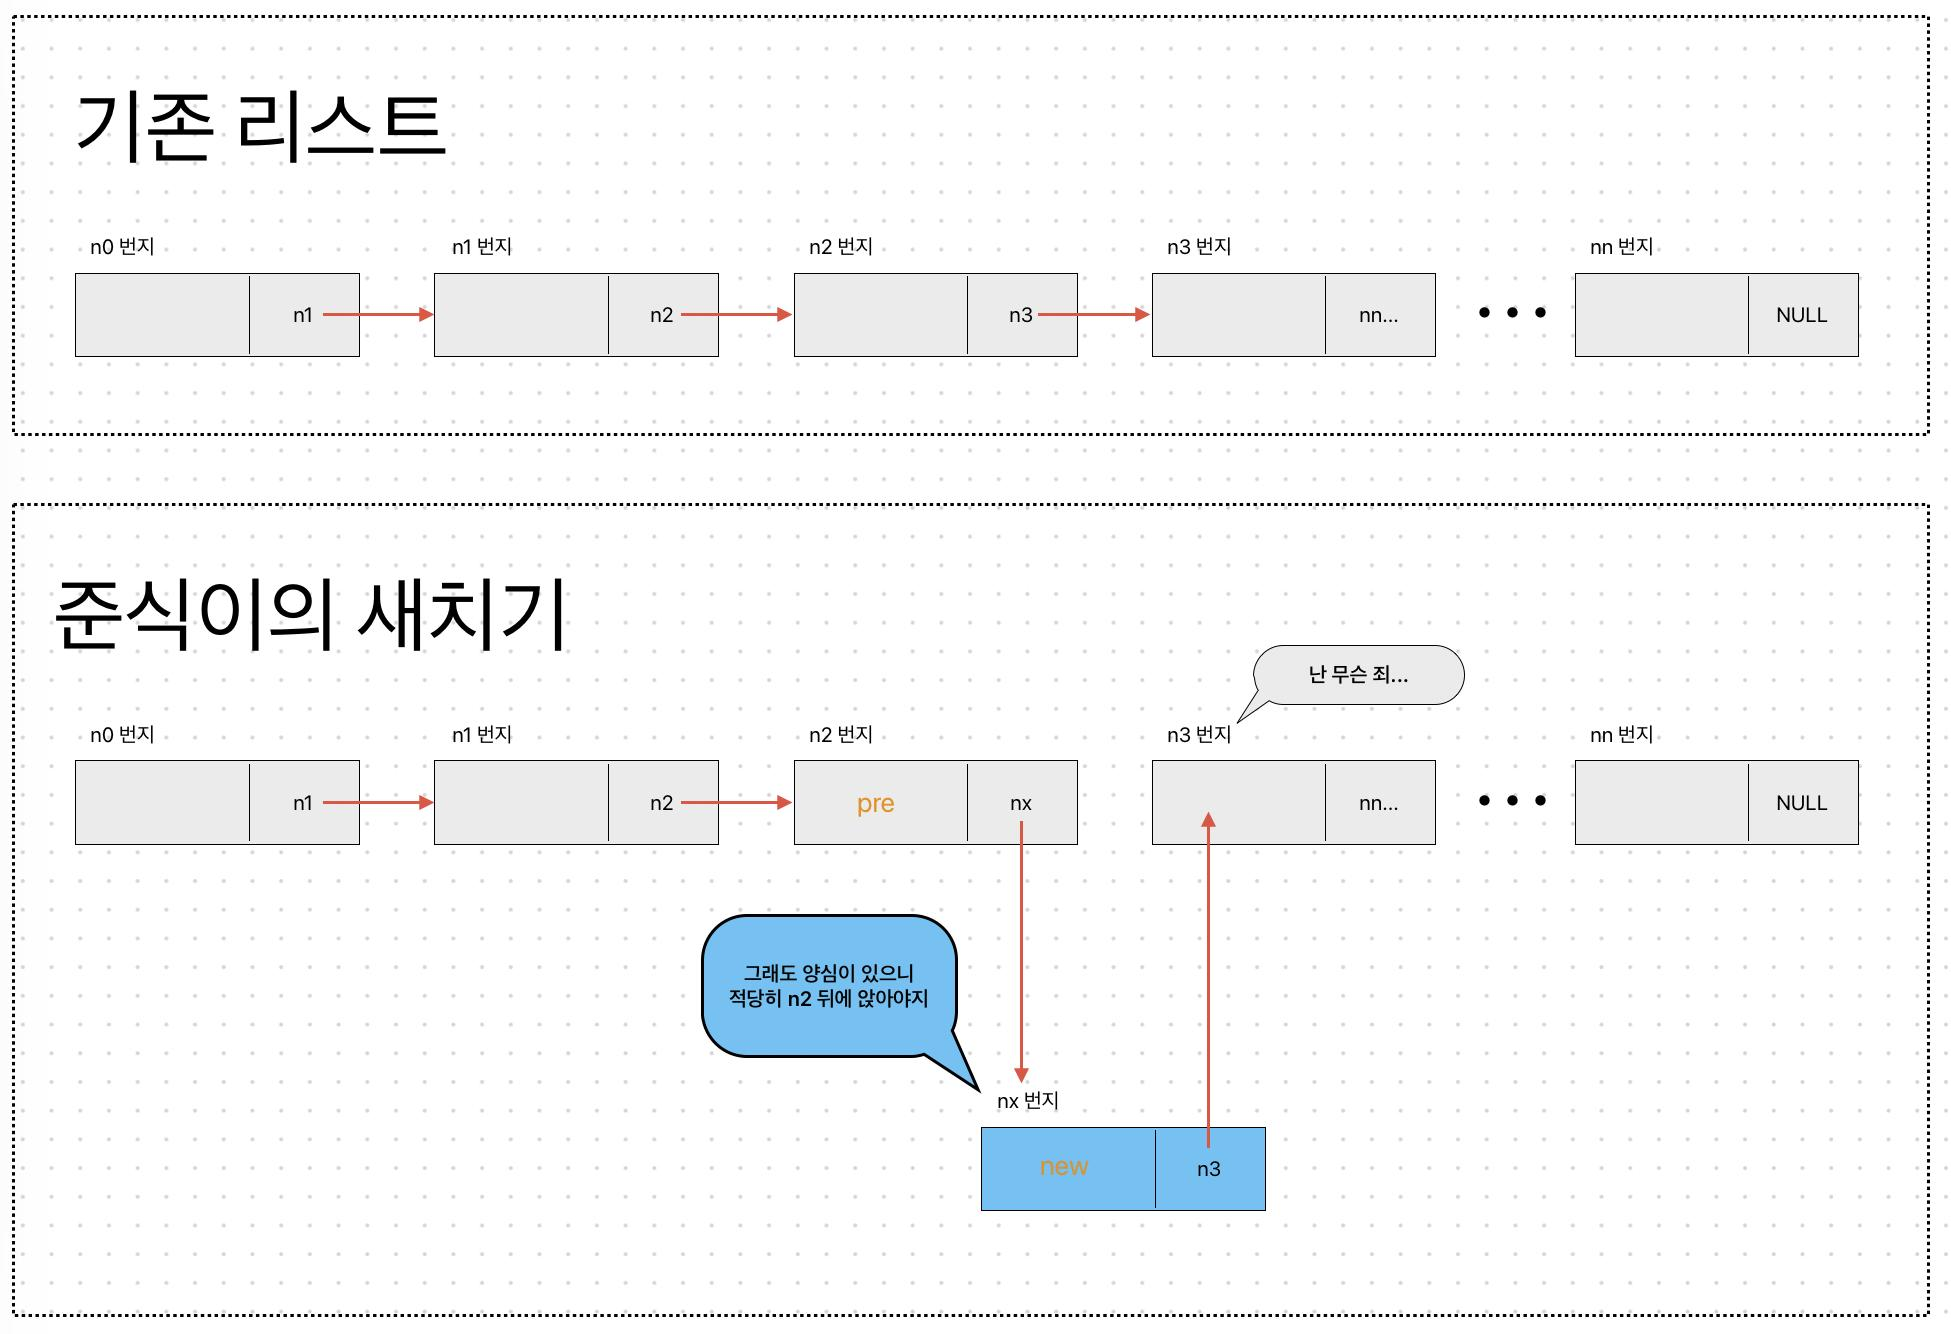 기존 리스트
n0 번지
n1 번지
n2 번지
n3 번지
nn 번지
n1
n2
n3
nn...
NULL
준식이의 새치기
난 무슨 죄...
n0 번지
n1 번지
n2 번지
n3 번지
nn 번지
n1
n2
pre
nx
nn...
NULL
그래도 양심이 있으니
적당히 n2 뒤에 앉아야지
nx 번지
new
n3